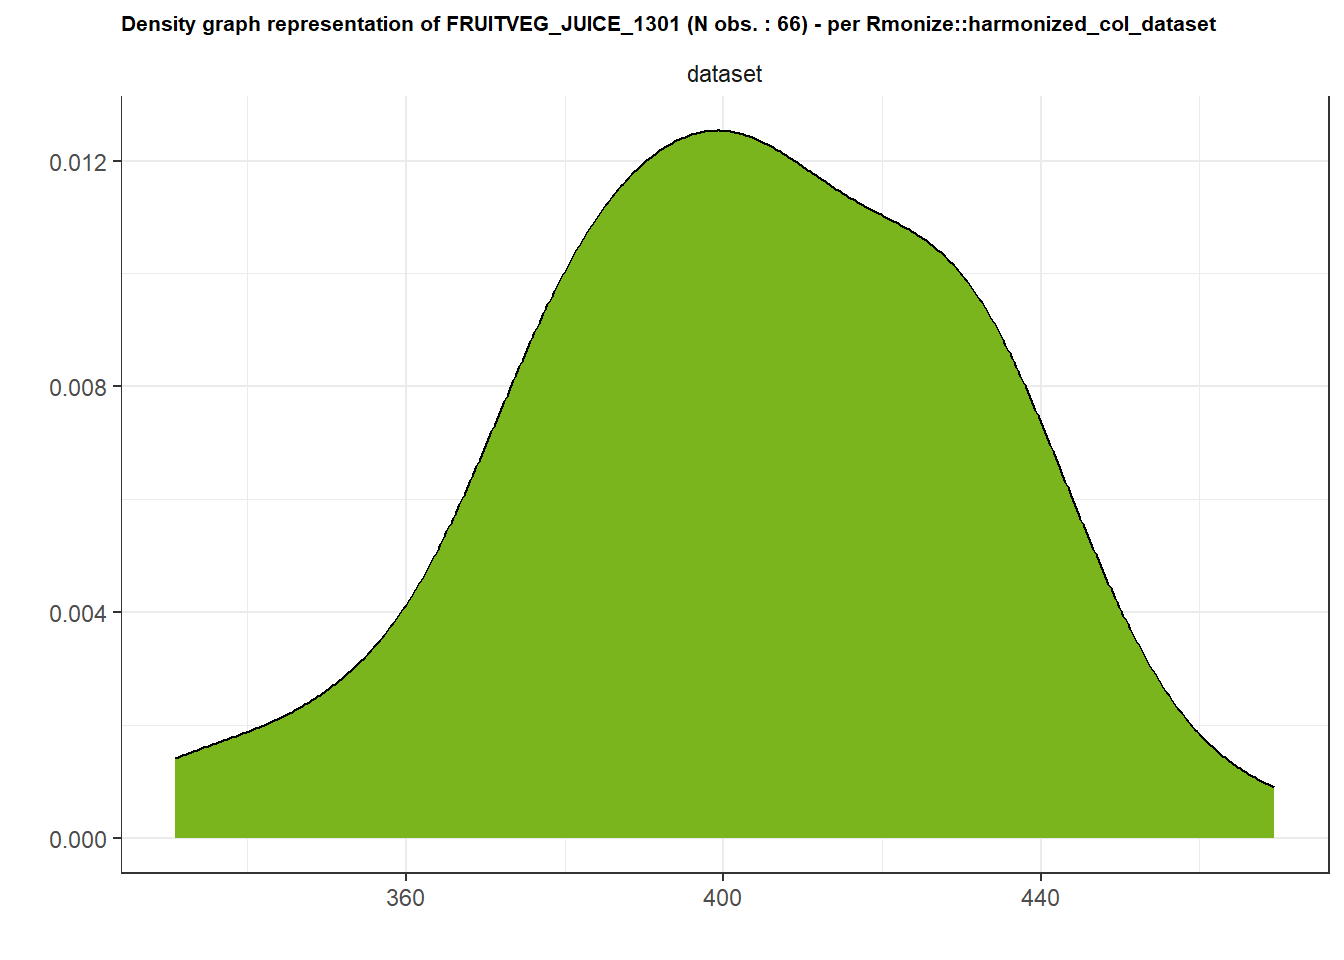 Density graph representation of FRUITVEG_JUICE_1301 (N obs. : 66) - per Rmonize::harmonized_col_dataset
dataset
0.012
0.008
0.004
0.000
360 400 440